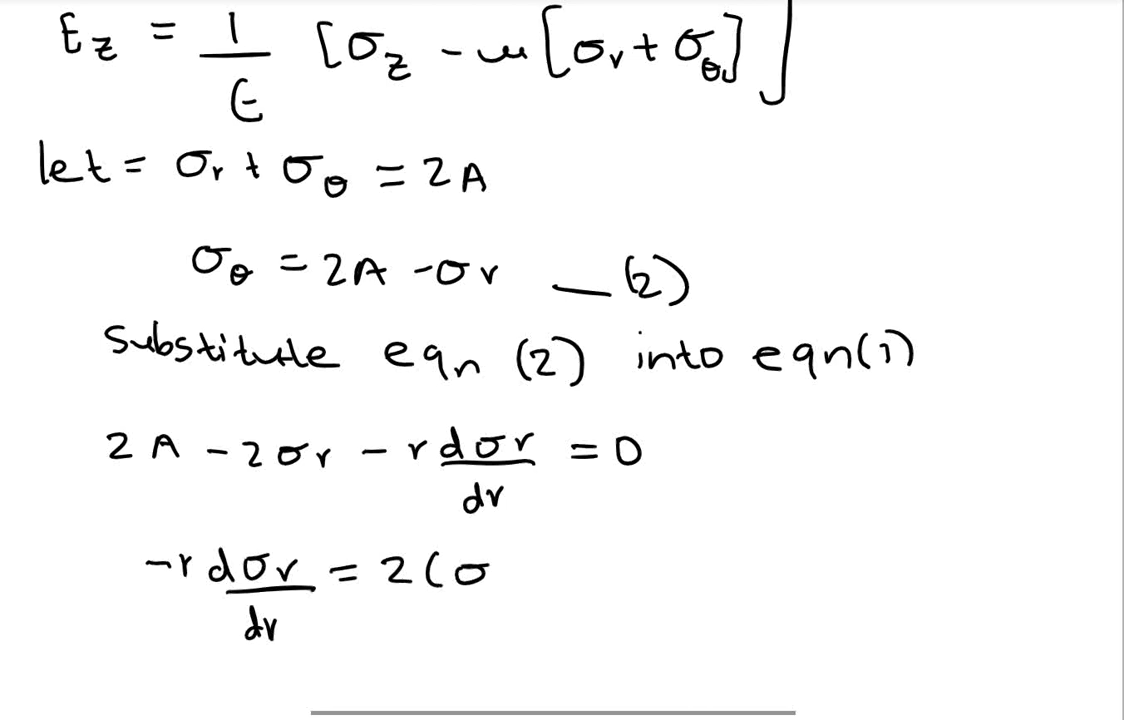 Ez = 1/E [σz - μ[σr + σθ]]
let = σr + σθ = 2A
σθ = 2A - σr — (2)
substitute eqn (2) into eqn(1)
2A - 2σr - r dσr/dr = 0
-r dσr/dr = 2(σ